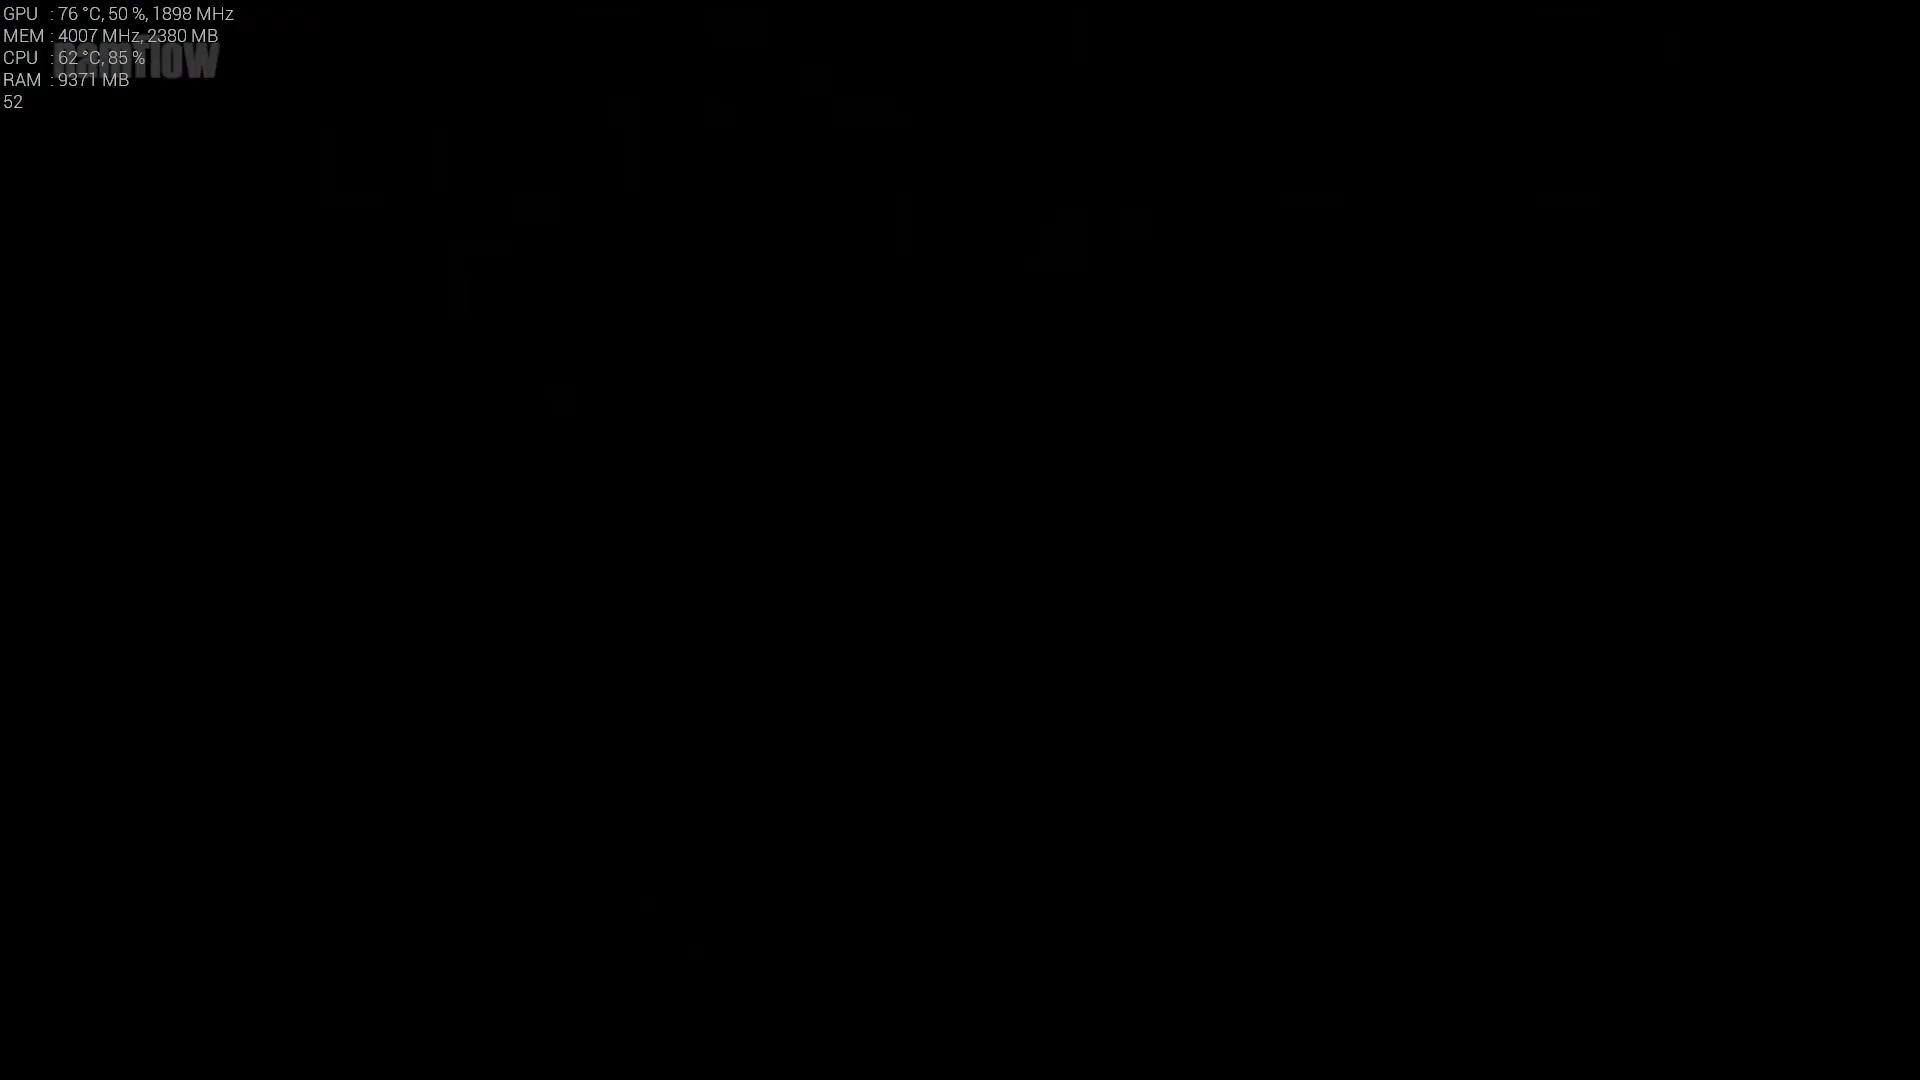 GPU : 76 °C, 50 %, 1898 MHz
MEM : 4007 MHz, 2380 MB
CPU : 62 °C, 85 %
RAM : 9371 MB
52